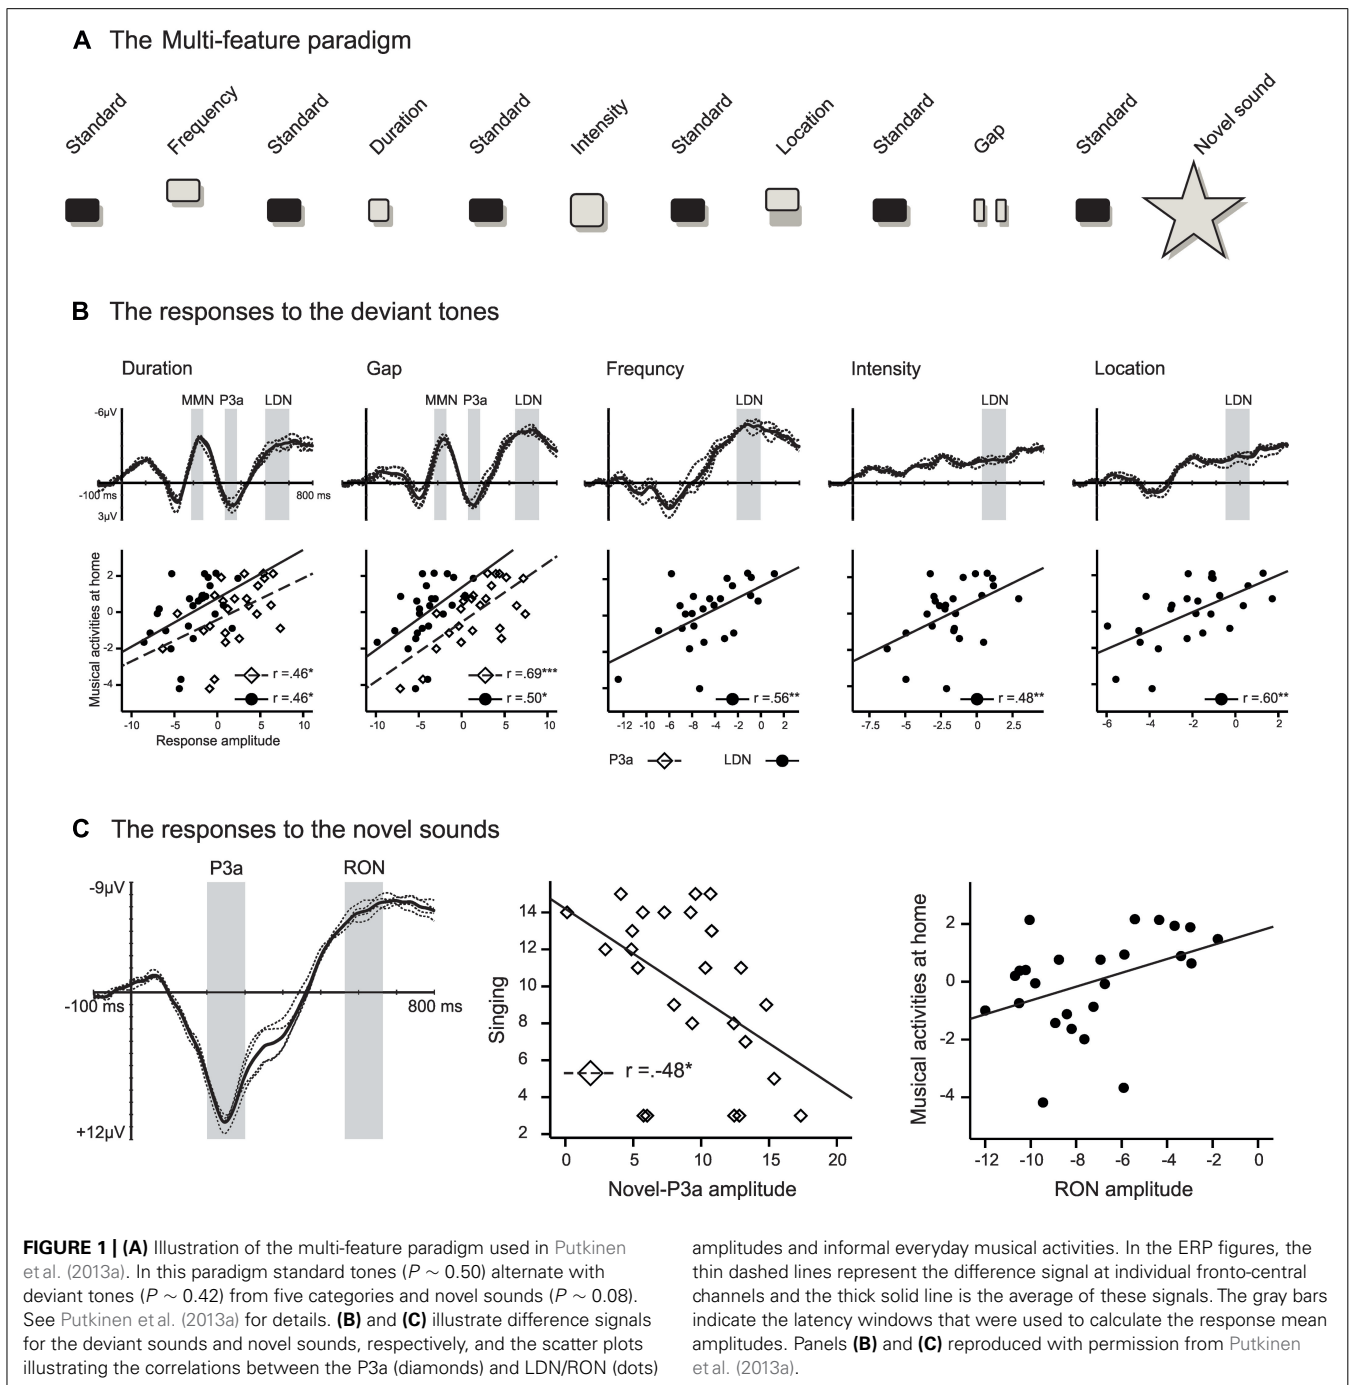 A The Multi-feature paradigm
Standard
Frequency
Standard
Duration
Standard
Intensity
Standard
Location
Standard
Gap
Standard
Novel sound
B The responses to the deviant tones
Duration Gap Frequncy Intensity Location
MMN P3a LDN MMN P3a LDN LDN LDN LDN
-6µV
-100 ms 800 ms
3µV
Musical activities at home
2
0
-2
-4
r =.46* r =.69***
r =.46* r =.50* r =.56** r =.48** r =.60**
-10 -5 0 5 10 -10 -5 0 5 10 -12 -10 -8 -6 -4 -2 0 2 -7.5 -5 -2.5 0 2.5 -6 -4 -2 0 2
Response amplitude
P3a LDN
C The responses to the novel sounds
P3a RON
-9µV
-100 ms 800 ms
+12µV
Singing
14
12
10
8
6
4
2
r =.-48*
0 5 10 15 20
Novel-P3a amplitude
Musical activities at home
2
0
-2
-4
-12 -10 -8 -6 -4 -2 0
RON amplitude
FIGURE 1 | (A) Illustration of the multi-feature paradigm used in Putkinen
et al. (2013a). In this paradigm standard tones (P ∼ 0.50) alternate with
deviant tones (P ∼ 0.42) from five categories and novel sounds (P ∼ 0.08).
See Putkinen et al. (2013a) for details. (B) and (C) illustrate difference signals
for the deviant sounds and novel sounds, respectively, and the scatter plots
illustrating the correlations between the P3a (diamonds) and LDN/RON (dots)
amplitudes and informal everyday musical activities. In the ERP figures, the
thin dashed lines represent the difference signal at individual fronto-central
channels and the thick solid line is the average of these signals. The gray bars
indicate the latency windows that were used to calculate the response mean
amplitudes. Panels (B) and (C) reproduced with permission from Putkinen
et al. (2013a).